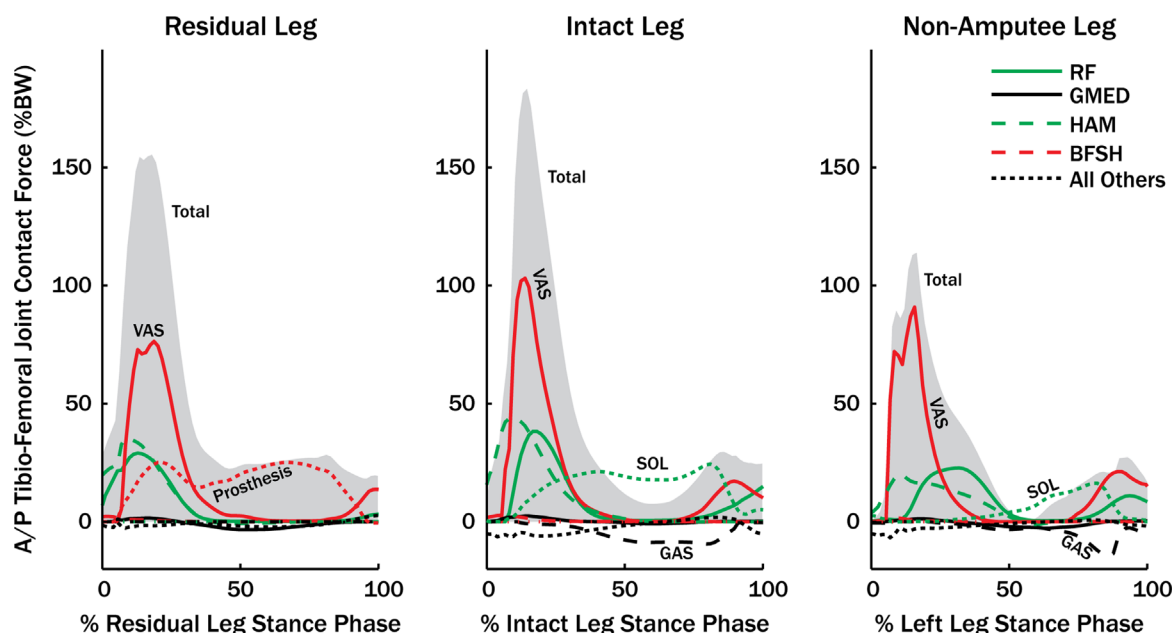 Residual Leg
Intact Leg
Non-Amputee Leg
A/P Tibio-Femoral Joint Contact Force (%BW)
150
100
50
0
Total
VAS
Prosthesis
0
50
100
% Residual Leg Stance Phase
150
100
50
0
Total
VAS
SOL
GAS
0
50
100
% Intact Leg Stance Phase
RF
GMED
HAM
BFSH
All Others
150
100
50
0
Total
VAS
SOL
GAS
0
50
100
% Left Leg Stance Phase